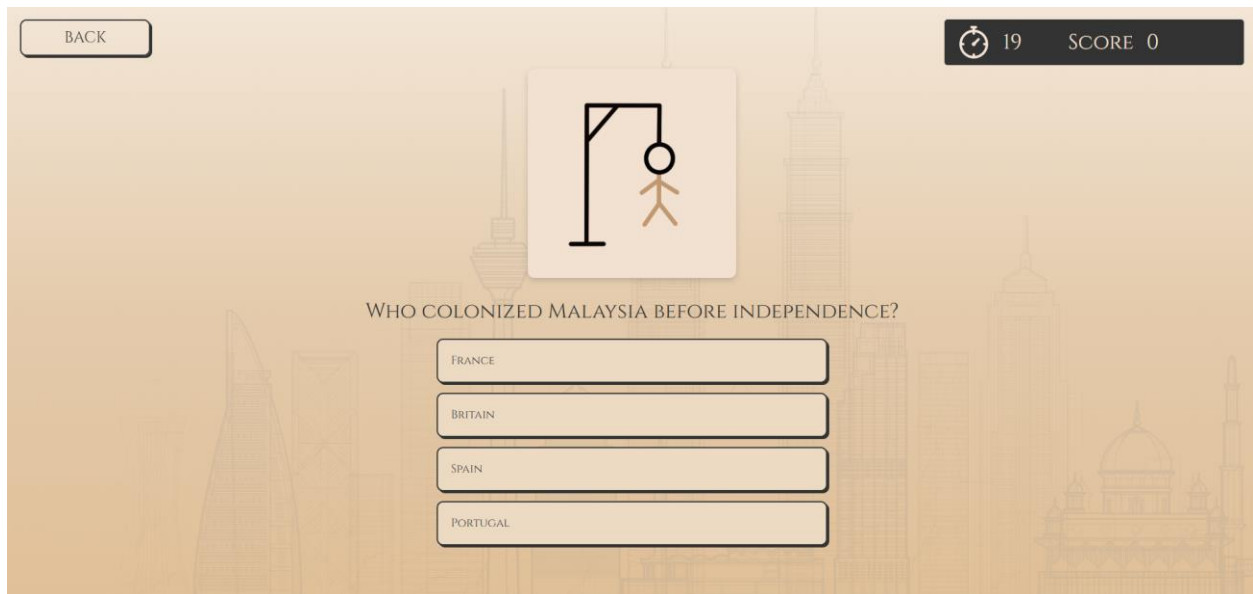 BACK
19 Score 0
Who colonized Malaysia before independence?
France
Britain
Spain
Portugal